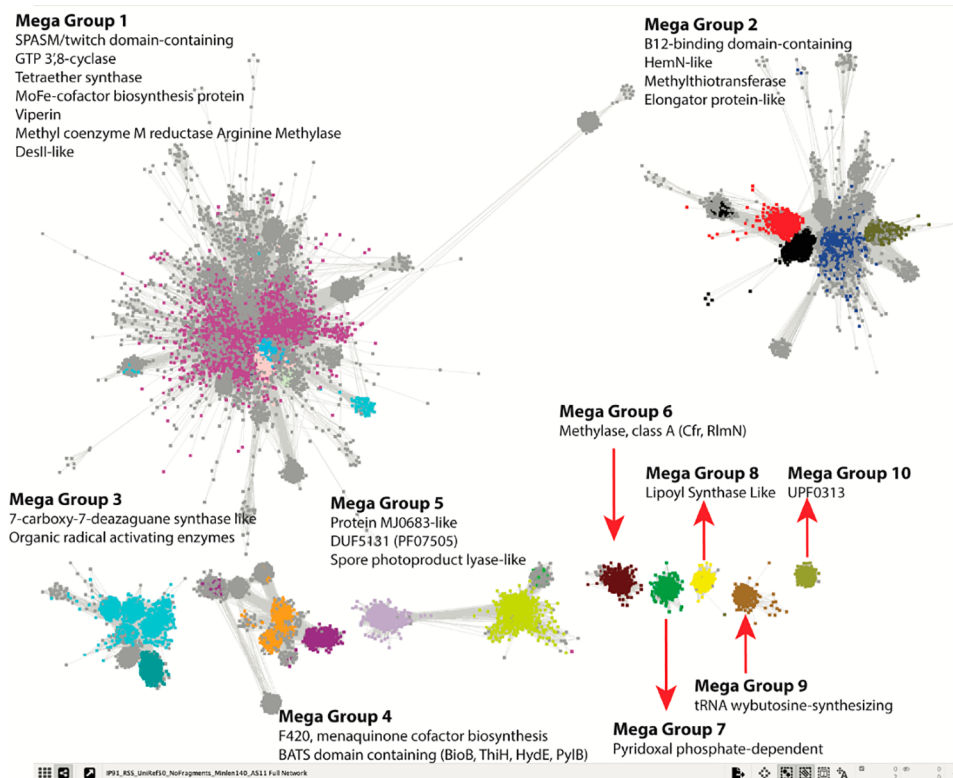 Mega Group 1
SPASM/twitch domain-containing
GTP 3',8-cyclase
Tetraether synthase
MoFe-cofactor biosynthesis protein
Viperin
Methyl coenzyme M reductase Arginine Methylase
DesII-like
Mega Group 2
B12-binding domain-containing
HemN-like
Methylthiotransferase
Elongator protein-like
Mega Group 6
Methylase, class A (Cfr, RlmN)
Mega Group 8
Lipoyl Synthase Like
Mega Group 10
UPF0313
Mega Group 3
7-carboxy-7-deazaguane synthase like
Organic radical activating enzymes
Mega Group 5
Protein MJ0683-like
DUF5131 (PF07505)
Spore photoproduct lyase-like
Mega Group 9
tRNA wybutosine-synthesizing
Mega Group 4
F420, menaquinone cofactor biosynthesis
BATS domain containing (BioB, ThiH, HydE, PylB)
Mega Group 7
Pyridoxal phosphate-dependent
IP91_RSS_UniRef50_NoFragments_Minlen140_AS11 Full Network